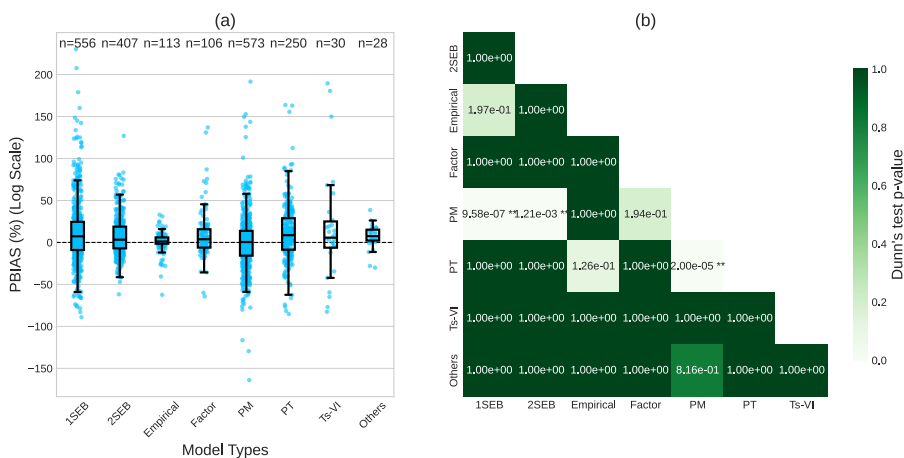 (a)
n=556 n=407 n=113 n=106 n=573 n=250 n=30 n=28
200
150
100
50
0
−50
−100
−150
PBIAS (%) (Log Scale)
1SEB 2SEB Empirical Factor PM PT Ts-VI Others
Model Types
(b)
2SEB 1.00e+00
Empirical 1.97e-01 1.00e+00
Factor 1.00e+00 1.00e+00 1.00e+00
PM 9.58e-07 ** 1.21e-03 ** 1.00e+00 1.94e-01
PT 1.00e+00 1.00e+00 1.26e-01 1.00e+00 2.00e-05 **
Ts-VI 1.00e+00 1.00e+00 1.00e+00 1.00e+00 1.00e+00 1.00e+00
Others 1.00e+00 1.00e+00 1.00e+00 1.00e+00 8.16e-01 1.00e+00 1.00e+00
1SEB 2SEB Empirical Factor PM PT Ts-VI
1.0
0.8
0.6
0.4
0.2
0.0
Dunn's test p-value